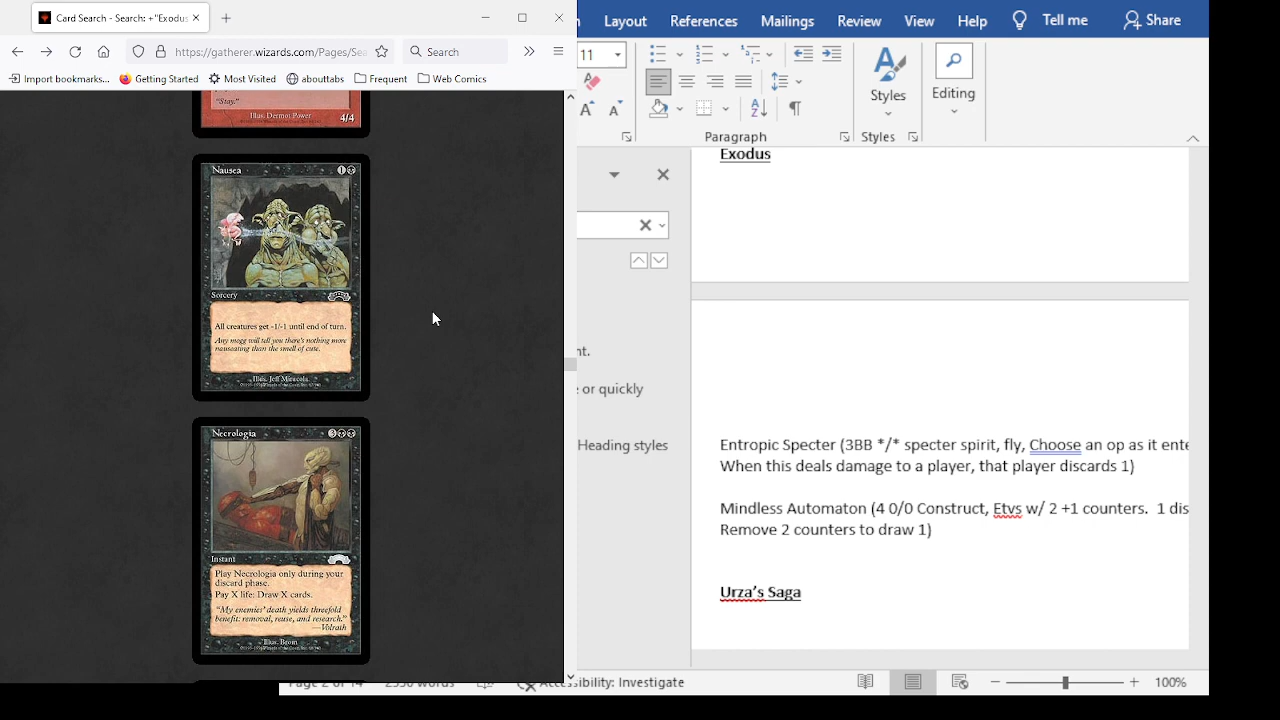 Card Search - Search: +"Exodus
https://gatherer.wizards.com/Pages/Sea
Search
Import bookmarks...
Getting Started
Most Visited
abouttabs
Frequent
Web Comics
"Stay."
Illus. Dermot Power
4/4
Nausea
1
Sorcery
All creatures get -1/-1 until end of turn.
Any mogg will tell you there's nothing more
nauseating than the smell of cute.
Illus. Jeff Miracola
Necrologia
3
Instant
Play Necrologia only during your
discard phase.
Pay X life: Draw X cards.
"My enemies' death yields threefold
benefit: removal, reuse, and research."
—Volrath
Illus. Brom
Layout
References
Mailings
Review
View
Help
Tell me
Share
11
Styles
Editing
Paragraph
Styles
nt.
e or quickly
Heading styles
Exodus
Entropic Specter (3BB */* specter spirit, fly, Choose an op as it ente
When this deals damage to a player, that player discards 1)
Mindless Automaton (4 0/0 Construct, Etvs w/ 2 +1 counters.  1 dis
Remove 2 counters to draw 1)
Urza's Saga
Accessibility: Investigate
100%